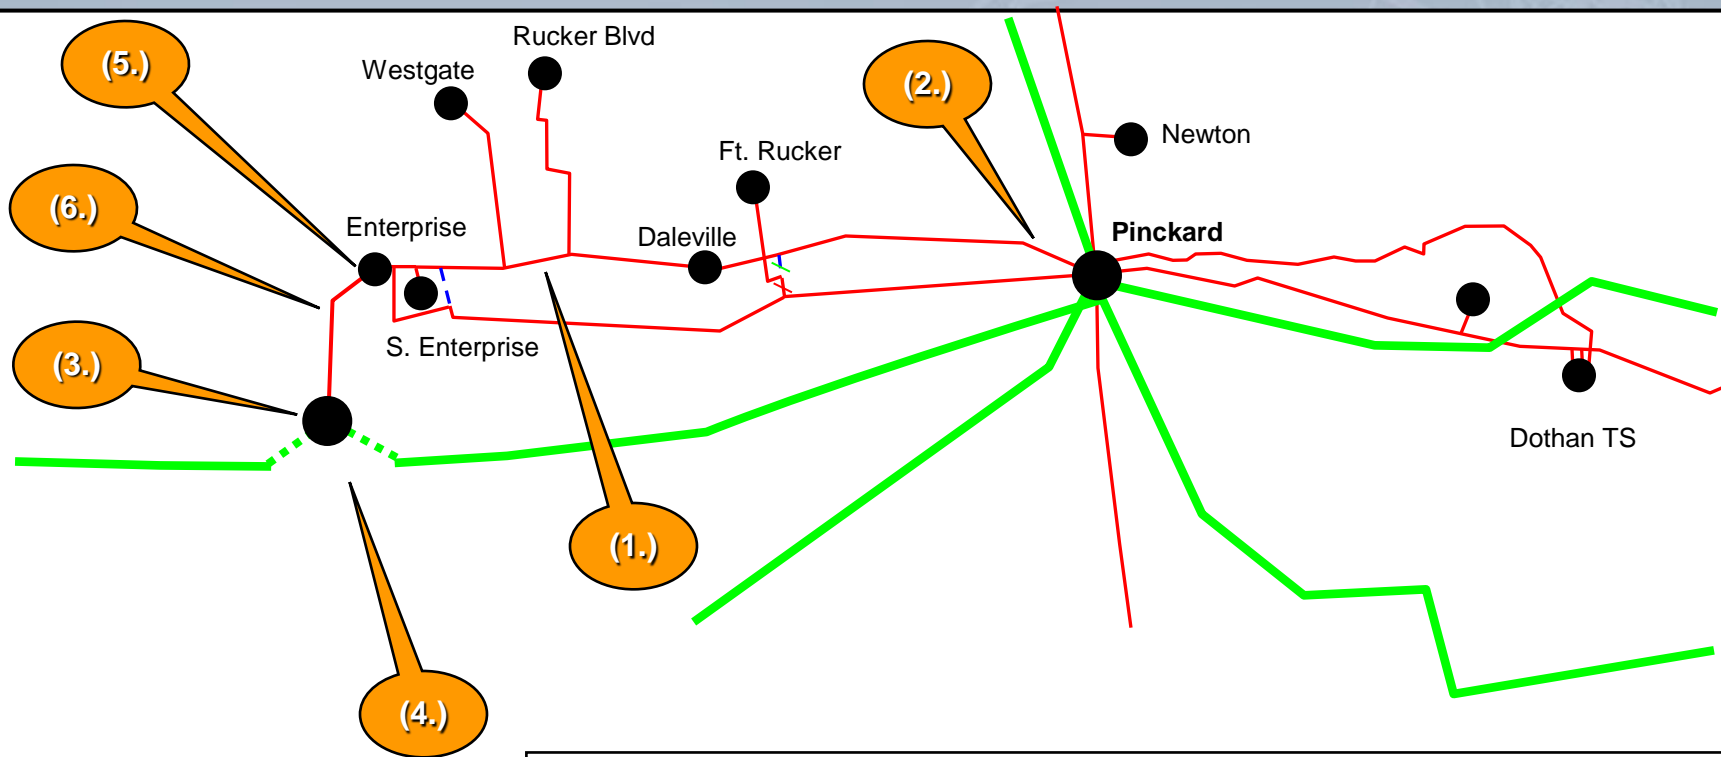 Rucker Blvd
(5.)
Westgate
(2.)
Newton
Ft. Rucker
(6.)
Enterprise
Daleville
Pinckard
S. Enterprise
(3.)
Dothan TS
(1.)
(4.)